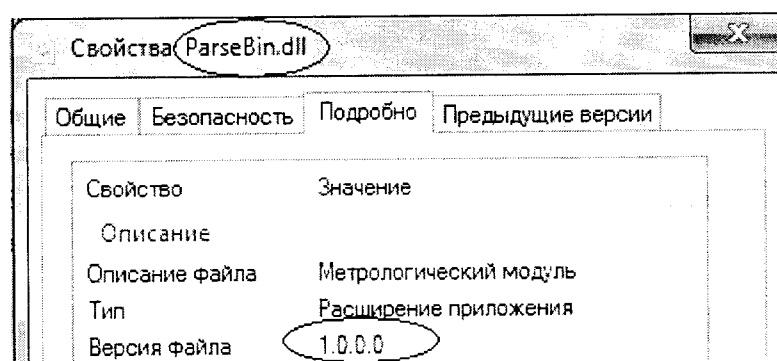 Свойства: ParseBin.dll
Общие Безопасность Подробно Предыдущие версии
Свойство Значение
Описание
Описание файла Метрологический модуль
Тип Расширение приложения
Версия файла 1.0.0.0